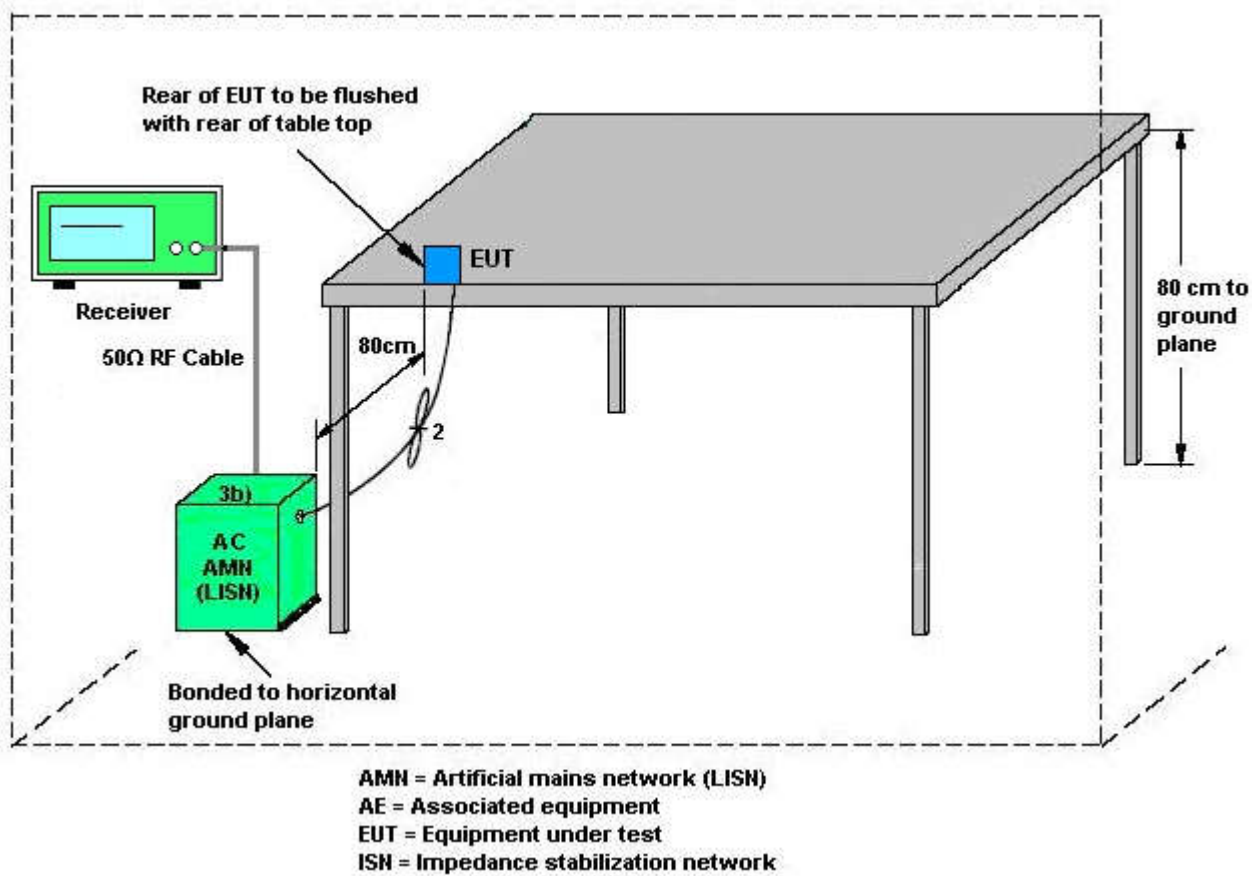 Rear of EUT to be flushed
with rear of table top
EUT
Receiver
50Ω RF Cable
80cm
80 cm to
ground
plane
2
3b)
AC
AMN
(LISN)
Bonded to horizontal
ground plane
AMN = Artificial mains network (LISN)
AE = Associated equipment
EUT = Equipment under test
ISN = Impedance stabilization network